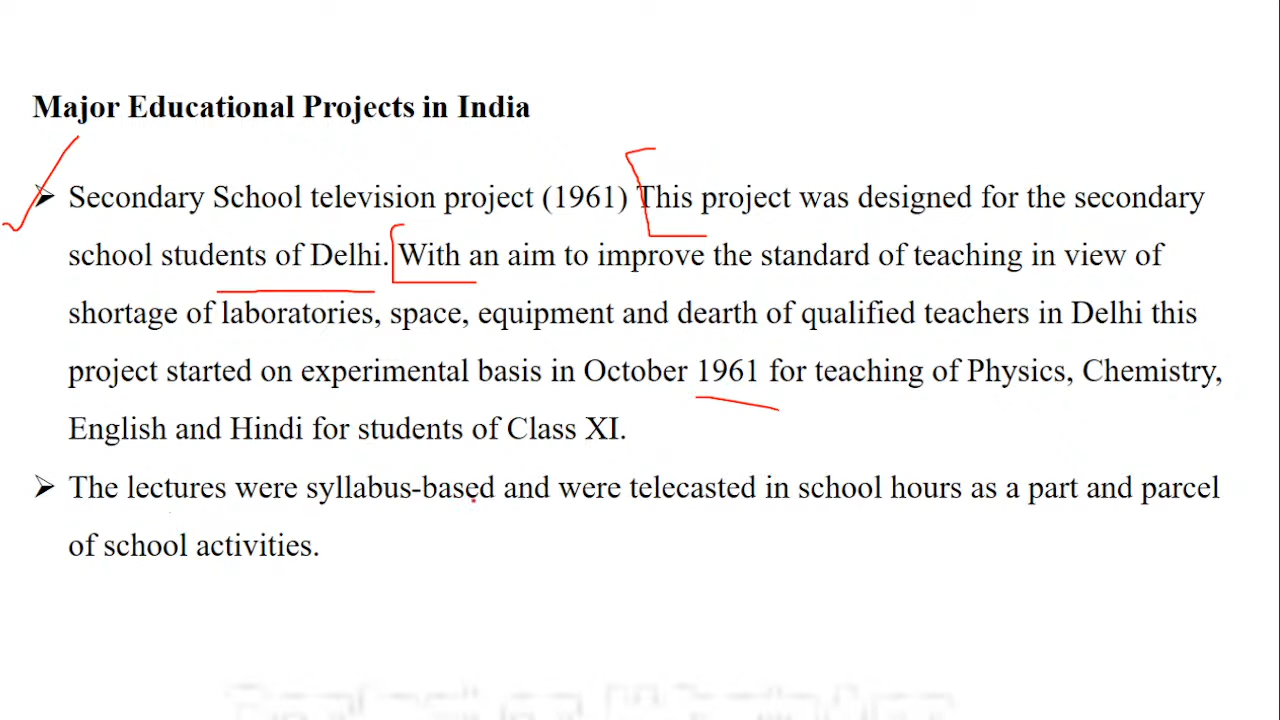 Major Educational Projects in India
➢ Secondary School television project (1961) This project was designed for the secondary
school students of Delhi. With an aim to improve the standard of teaching in view of
shortage of laboratories, space, equipment and dearth of qualified teachers in Delhi this
project started on experimental basis in October 1961 for teaching of Physics, Chemistry,
English and Hindi for students of Class XI.
➢ The lectures were syllabus-based and were telecasted in school hours as a part and parcel
of school activities.